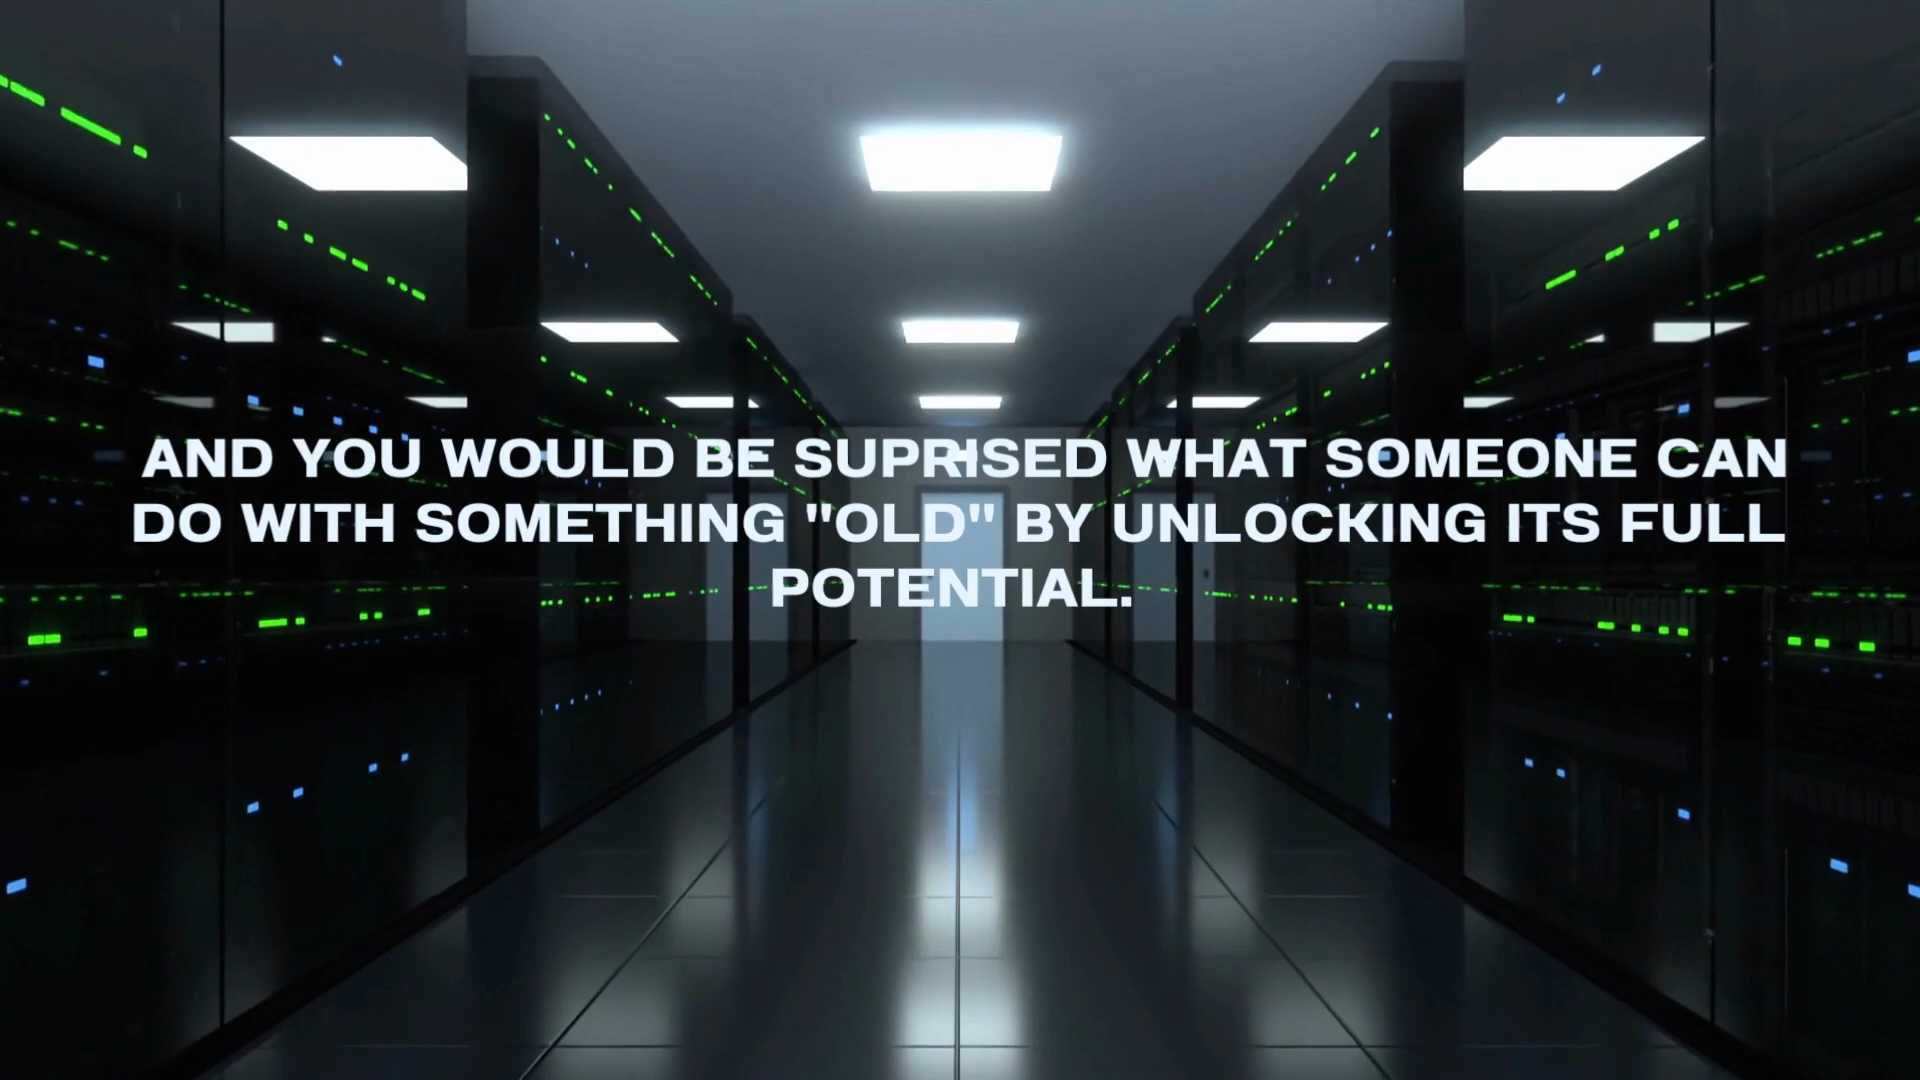 AND YOU WOULD BE SUPRISED WHAT SOMEONE CAN
DO WITH SOMETHING "OLD" BY UNLOCKING ITS FULL
POTENTIAL.